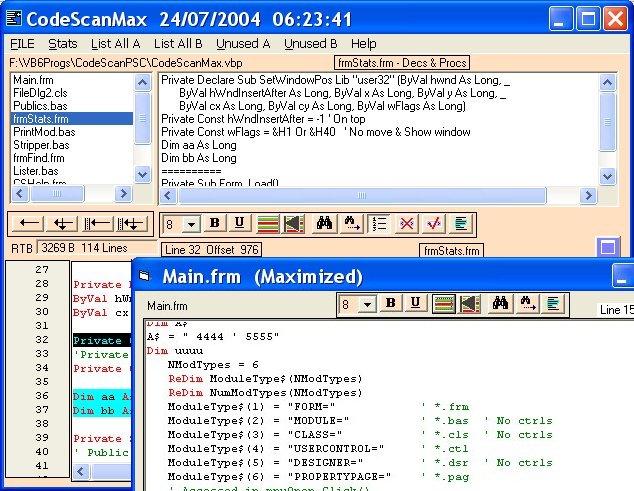 CodeScanMax 24/07/2004 06:23:41
FILE Stats List All A List All B Unused A Unused B Help
F:\VB6Progs\CodeScanPSC\CodeScanMax.vbp
frmStats.frm - Decs & Procs
Main.frm
FileDlg2.cls
Publics.bas
frmStats.frm
PrintMod.bas
Stripper.bas
frmFind.frm
Lister.bas
CSHelp.frm
Private Declare Sub SetWindowPos Lib "user32" (ByVal hwnd As Long, _
ByVal hWndInsertAfter As Long, ByVal x As Long, ByVal y As Long, _
ByVal cx As Long, ByVal cy As Long, ByVal wFlags As Long)
Private Const hWndInsertAfter = -1 ' On top
Private Const wFlags = &H1 Or &H40 ' No move & Show window
Dim aa As Long
Dim bb As Long
==========
Private Sub Form_Load()
8 B U
RTB 3269 B 114 Lines
Line 32 Offset 976
frmStats.frm
27
28 Private
29 ByVal hW
30 ByVal cx
31
32 Private
33 'Private
34 Private
35
36 Dim aa As
37 Dim bb As
38
39 Private S
40 ' Public
41
Main.frm (Maximized)
Main.frm
8 B U
Line 15
Dim A$
A$ = " 4444 ' 5555"
Dim uuuu
NModTypes = 6
ReDim ModuleType$(NModTypes)
ReDim NumModTypes(NModTypes)
ModuleType$(1) = "FORM=" ' *.frm
ModuleType$(2) = "MODULE=" ' *.bas ' No ctrls
ModuleType$(3) = "CLASS=" ' *.cls ' No ctrls
ModuleType$(4) = "USERCONTROL=" ' *.ctl
ModuleType$(5) = "DESIGNER=" ' *.dsr ' No ctrls
ModuleType$(6) = "PROPERTYPAGE=" ' *.pag
' Accessed in mnuOpen_Click()